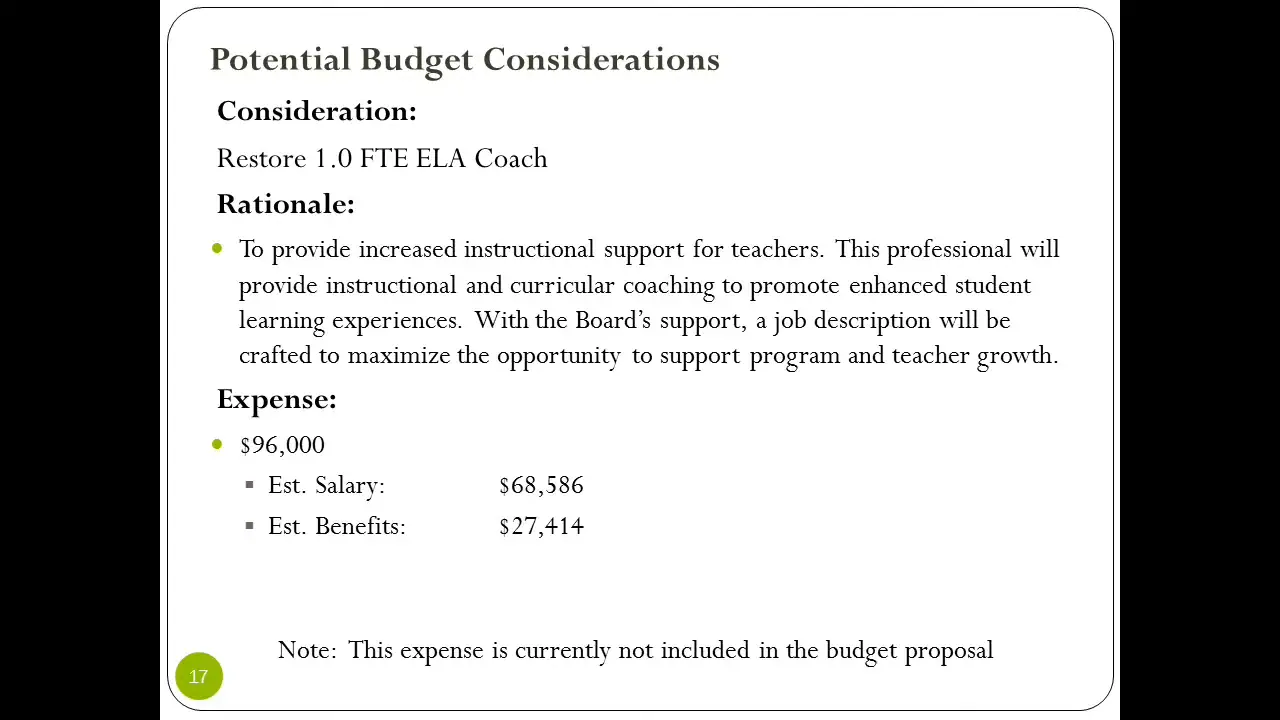 Potential Budget Considerations
Consideration:
Restore 1.0 FTE ELA Coach
Rationale:
To provide increased instructional support for teachers. This professional will
provide instructional and curricular coaching to promote enhanced student
learning experiences. With the Board's support, a job description will be
crafted to maximize the opportunity to support program and teacher growth.
Expense:
$96,000
Est. Salary: $68,586
Est. Benefits: $27,414
Note: This expense is currently not included in the budget proposal
17